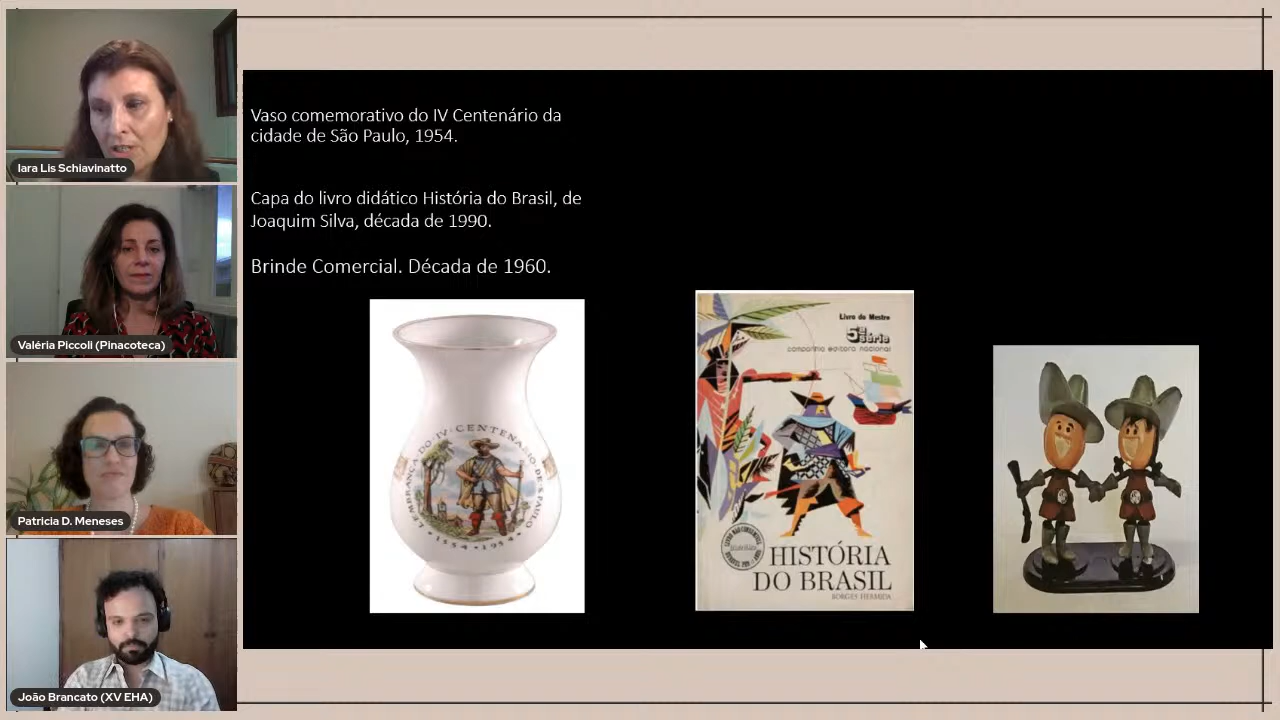 Iara Lis Schiavinatto
Valéria Piccoli (Pinacoteca)
Patricia D. Meneses
João Brancato (XV EHA)
Vaso comemorativo do IV Centenário da
cidade de São Paulo, 1954.
Capa do livro didático História do Brasil, de
Joaquim Silva, década de 1990.
Brinde Comercial. Década de 1960.
LEMBRANÇA DO IV CENTENARIO DE S. PAULO
1554 • 1954
Livro do Mestre
5ª
série
companhia editora nacional
HISTÓRIA
DO BRASIL
BORGES HERMIDA